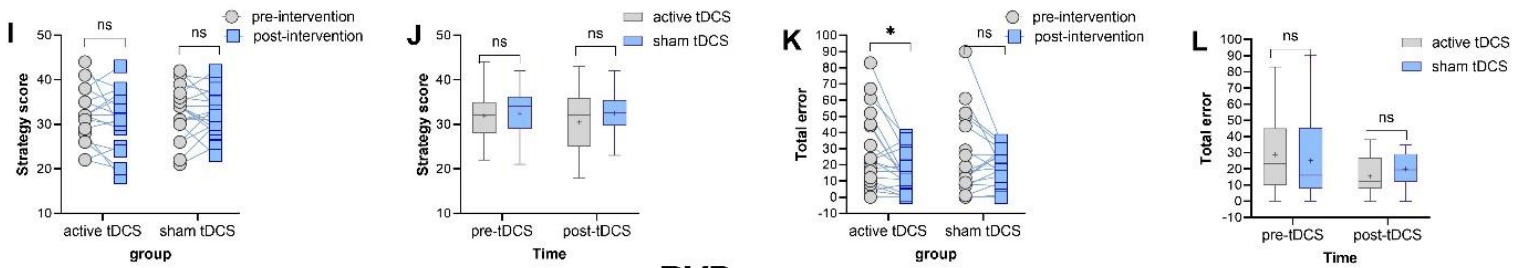 I
pre-intervention
post-intervention
ns
ns
Strategy score
50
40
30
20
10
active tDCS
sham tDCS
group
J
active tDCS
sham tDCS
ns
ns
Strategy score
50
40
30
20
10
pre-tDCS
post-tDCS
Time
K
pre-intervention
post-intervention
*
ns
Total error
100
90
80
70
60
50
40
30
20
10
0
-10
active tDCS
sham tDCS
group
L
active tDCS
sham tDCS
ns
ns
Total error
100
90
80
70
60
50
40
30
20
10
0
-10
pre-tDCS
post-tDCS
Time